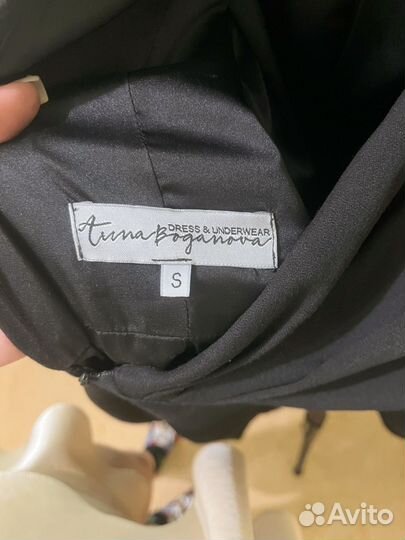 DRESS & UNDERWEAR
Anna Boganova
S
Avito